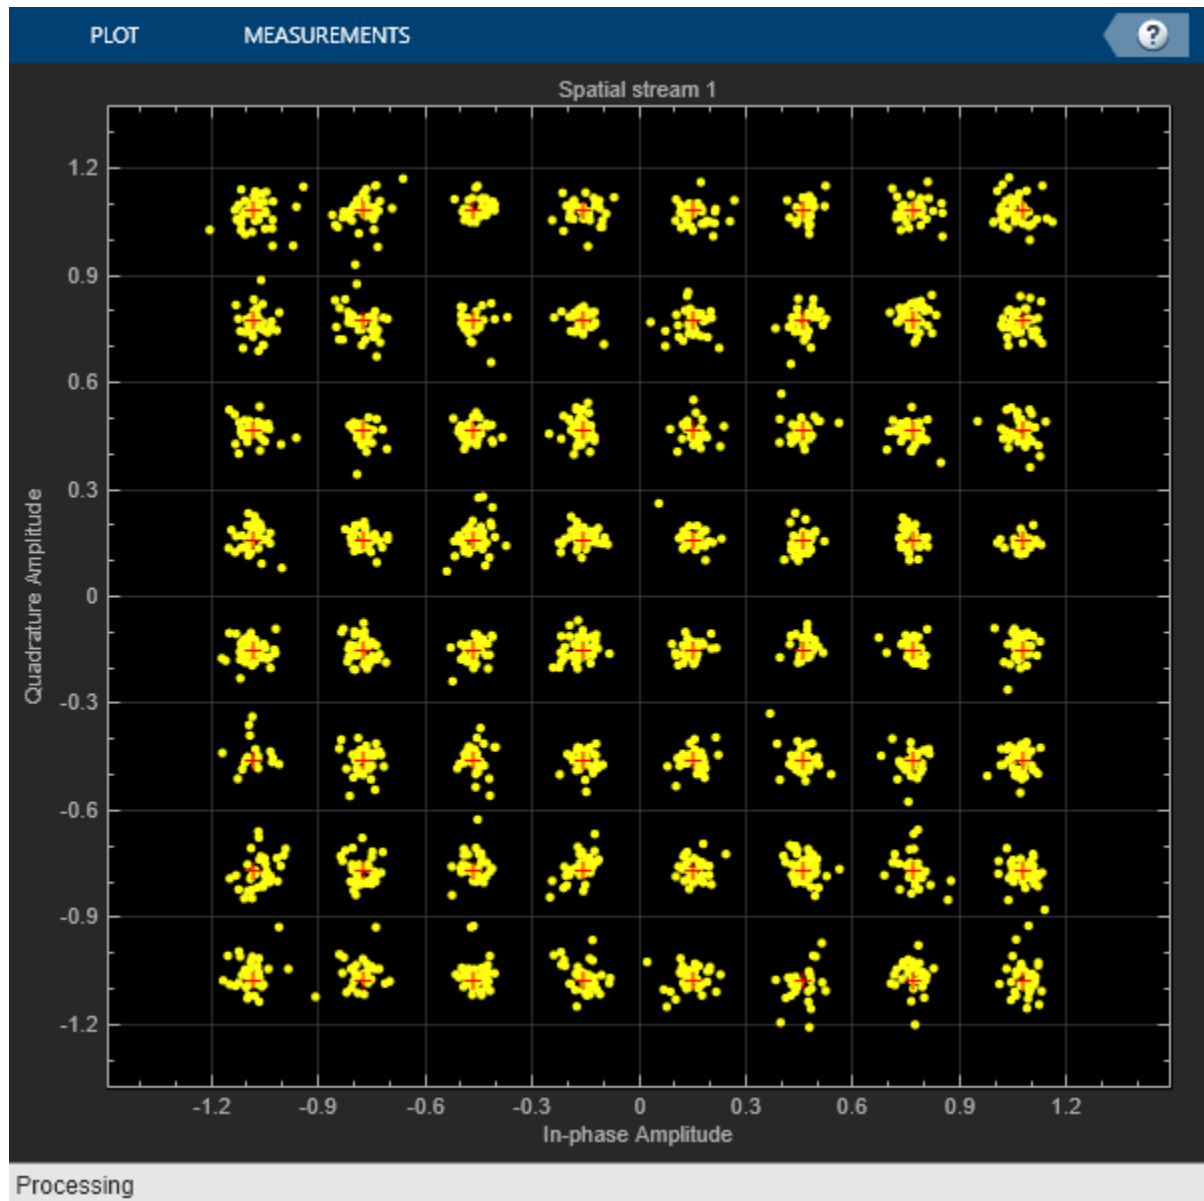 PLOT MEASUREMENTS ?
Spatial stream 1
1.2
0.9
0.6
0.3
0
-0.3
-0.6
-0.9
-1.2
Quadrature Amplitude
-1.2 -0.9 -0.6 -0.3 0 0.3 0.6 0.9 1.2
In-phase Amplitude
Processing